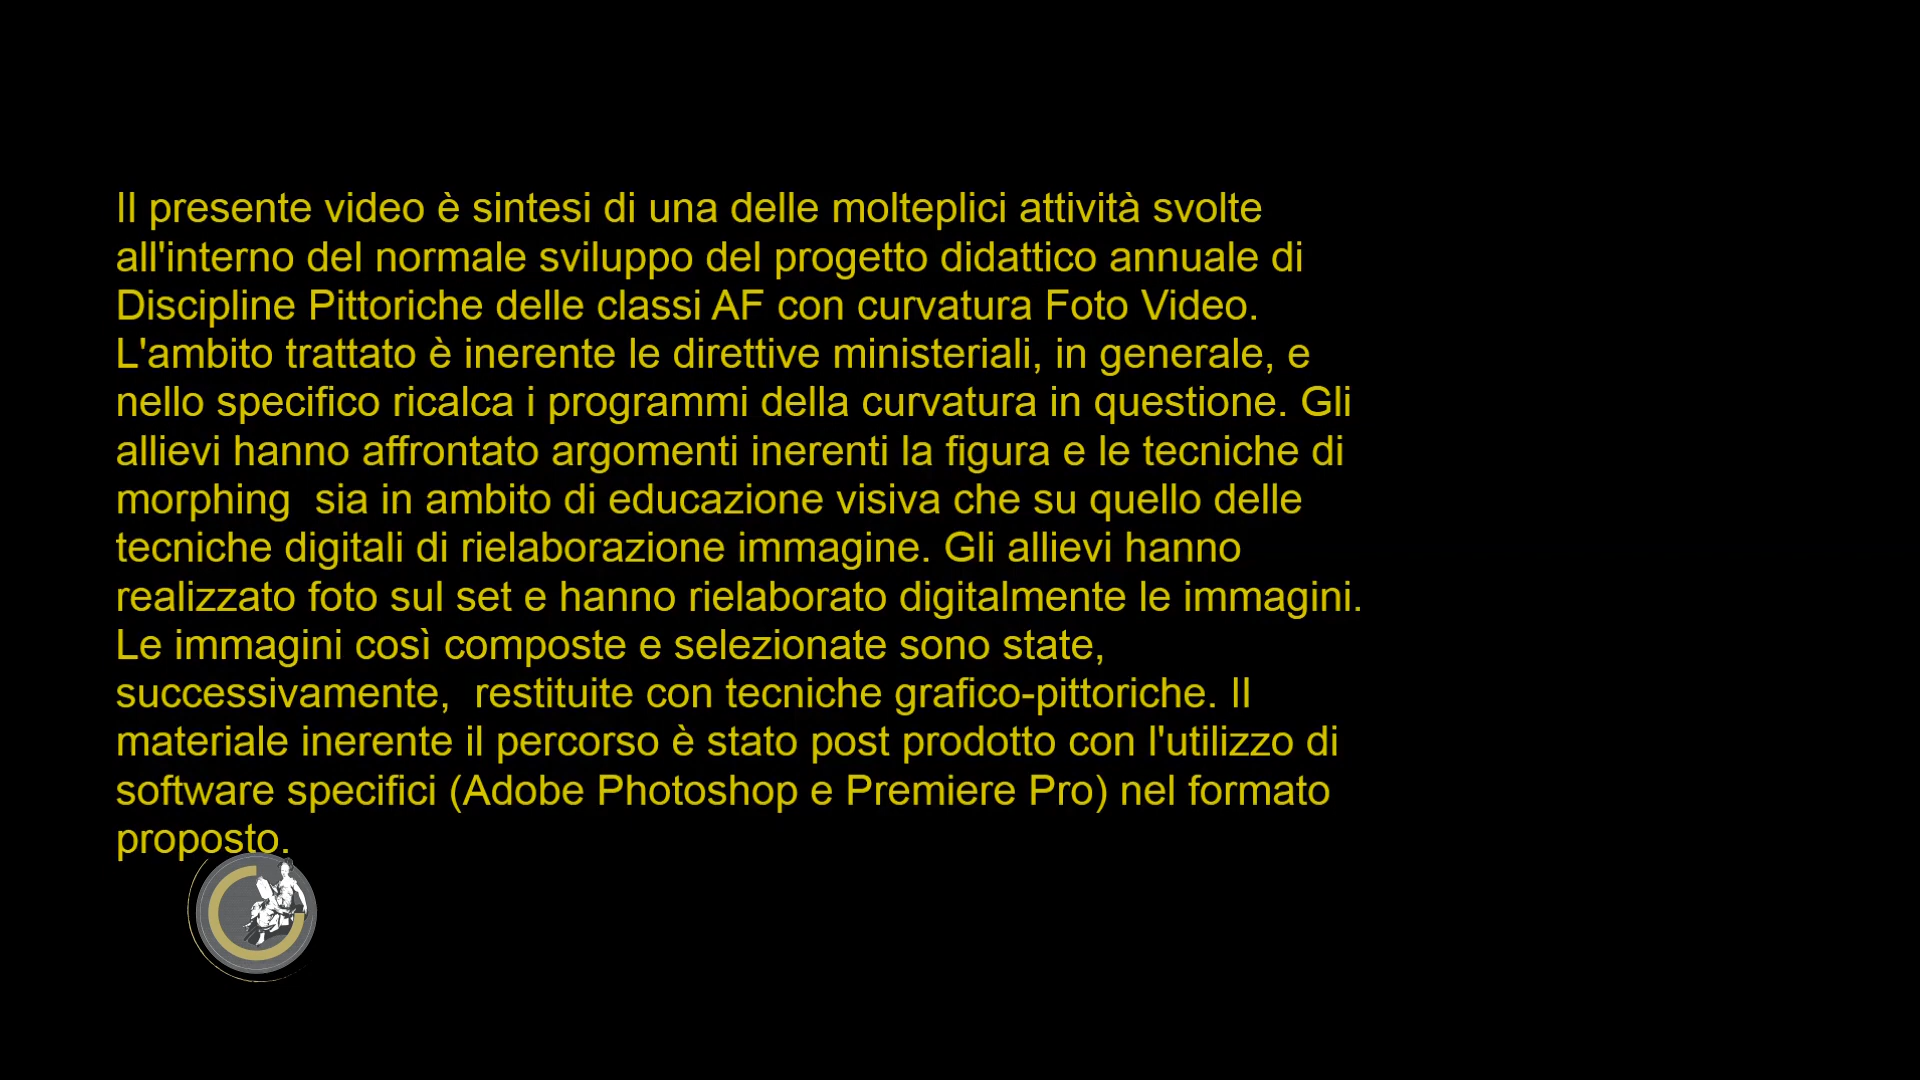 Il presente video è sintesi di una delle molteplici attività svolte
all'interno del normale sviluppo del progetto didattico annuale di
Discipline Pittoriche delle classi AF con curvatura Foto Video.
L'ambito trattato è inerente le direttive ministeriali, in generale, e
nello specifico ricalca i programmi della curvatura in questione. Gli
allievi hanno affrontato argomenti inerenti la figura e le tecniche di
morphing  sia in ambito di educazione visiva che su quello delle
tecniche digitali di rielaborazione immagine. Gli allievi hanno
realizzato foto sul set e hanno rielaborato digitalmente le immagini.
Le immagini così composte e selezionate sono state,
successivamente,  restituite con tecniche grafico-pittoriche. Il
materiale inerente il percorso è stato post prodotto con l'utilizzo di
software specifici (Adobe Photoshop e Premiere Pro) nel formato
proposto.